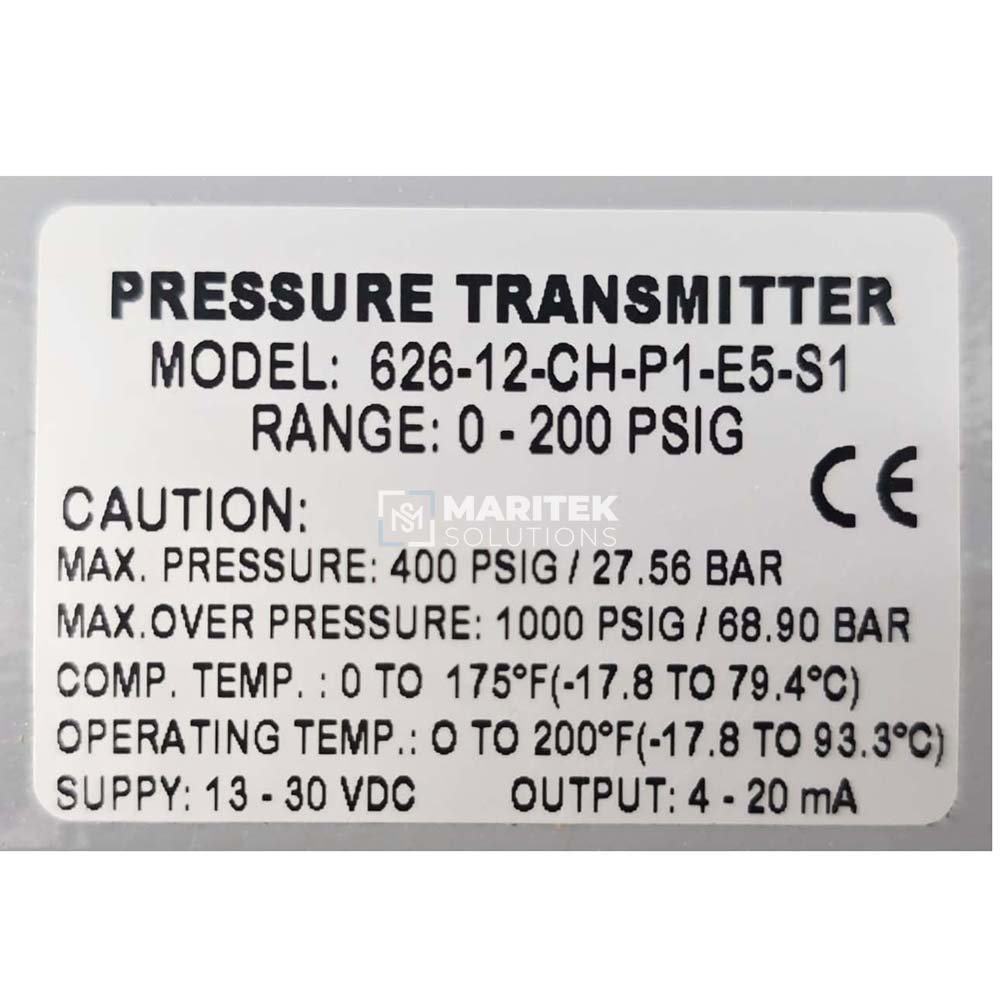 PRESSURE TRANSMITTER
MODEL: 626-12-CH-P1-E5-S1
RANGE: 0 - 200 PSIG
CE
CAUTION:
MARITEK
SOLUTIONS
MAX. PRESSURE: 400 PSIG / 27.56 BAR
MAX.OVER PRESSURE: 1000 PSIG / 68.90 BAR
COMP. TEMP. : 0 TO 175°F(-17.8 TO 79.4°C)
OPERATING TEMP.: O TO 200°F(-17.8 TO 93.3°C)
SUPPY: 13 - 30 VDC OUTPUT: 4 - 20 mA